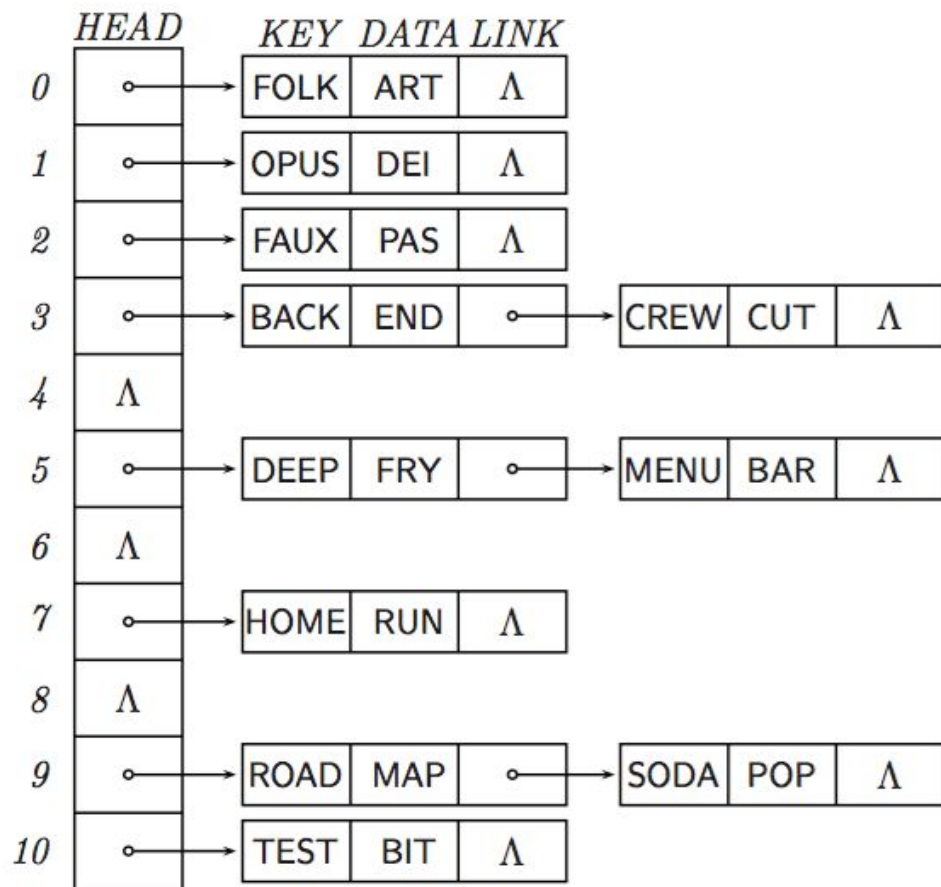 HEAD KEY DATA LINK
0 FOLK ART Λ
1 OPUS DEI Λ
2 FAUX PAS Λ
3 BACK END CREW CUT Λ
4 Λ
5 DEEP FRY MENU BAR Λ
6 Λ
7 HOME RUN Λ
8 Λ
9 ROAD MAP SODA POP Λ
10 TEST BIT Λ